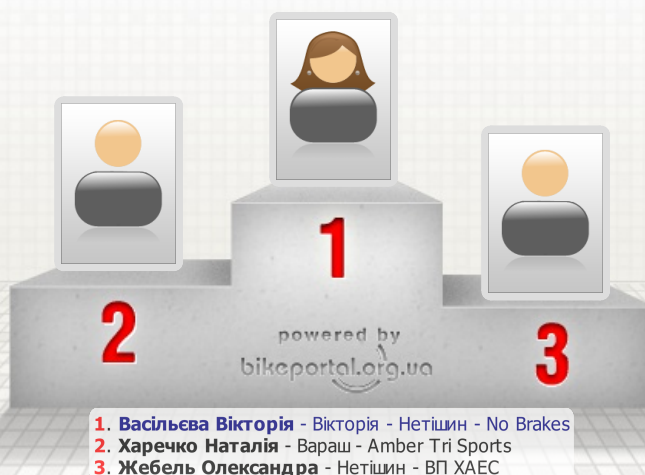 1
2
3
powered by
bikeportal.org.ua
1. Васільєва Вікторія - Вікторія - Нетішин - No Brakes
2. Харечко Наталія - Вараш - Amber Tri Sports
3. Жебель Олександра - Нетішин - ВП ХАЕС